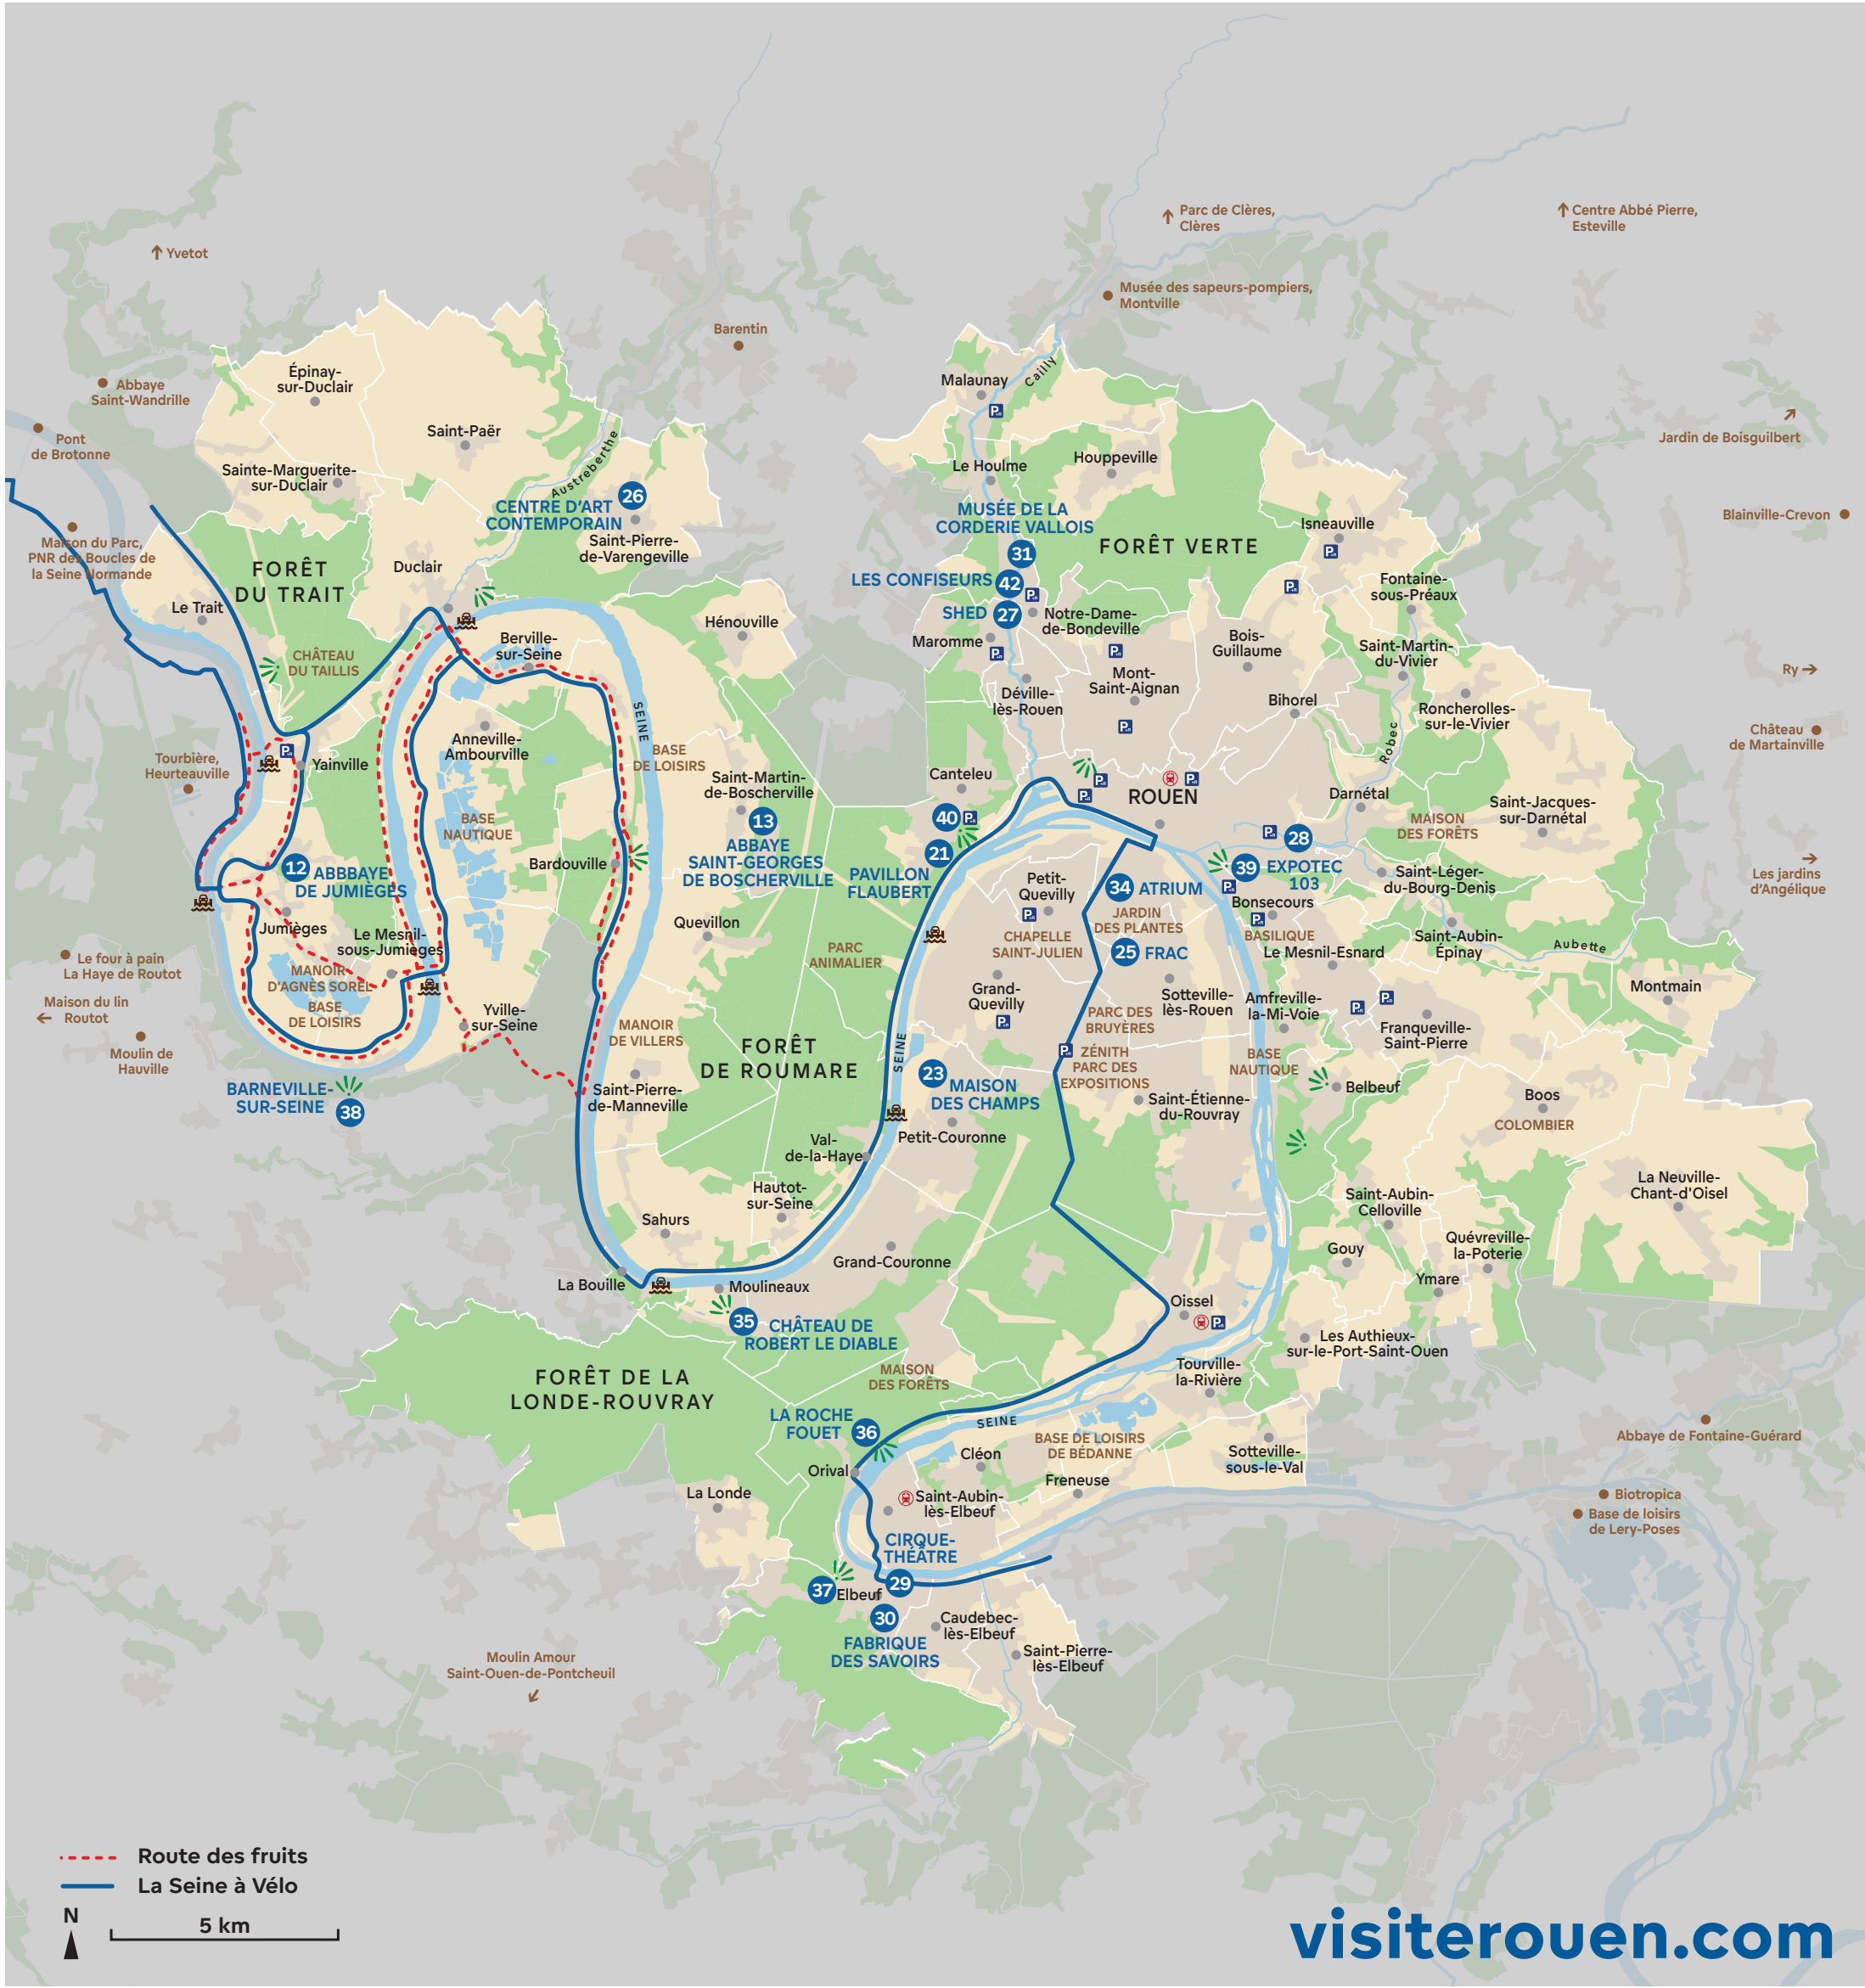 Parc de Clères,
Clères
Centre Abbé Pierre,
Esteville
Yvetot
Musée des sapeurs-pompiers,
Montville
Barentin
Épinay-
sur-Duclair
Malaunay
Cailly
Abbaye
Saint-Wandrille
Pont
de Brotonne
Saint-Paër
Jardin de Boisguilbert
Sainte-Marguerite-
sur-Duclair
Austreberthe
Le Houlme
Houppeville
26
CENTRE D'ART
CONTEMPORAIN
Saint-Pierre-
de-Varengeville
MUSÉE DE LA
CORDERIE VALLOIS
31
Isneauville
Blainville-Crevon
Maison du Parc,
PNR des Boucles de
la Seine Normande
FORÊT
DU TRAIT
Duclair
FORÊT VERTE
LES CONFISEURS
42
Fontaine-
sous-Préaux
Le Trait
SHED
27
Notre-Dame-
de-Bondeville
Hénouville
Maromme
Berville-
sur-Seine
Bois-
Guillaume
Saint-Martin-
du-Vivier
CHÂTEAU
DU TAILLIS
Ry
Mont-
Saint-Aignan
Déville-
lès-Rouen
Bihorel
Roncherolles-
sur-le-Vivier
SEINE
Robec
Château
de Martainville
Anneville-
Ambourville
BASE
DE LOISIRS
Tourbière,
Heurteauville
Yainville
Saint-Martin-
de-Boscherville
Canteleu
ROUEN
Darnétal
Saint-Jacques-
sur-Darnétal
BASE
NAUTIQUE
13
ABBAYE
SAINT-GEORGES
DE BOSCHERVILLE
40
21
PAVILLON
FLAUBERT
MAISON
DES FORÊTS
28
39
EXPOTEC
103
Bardouville
12
ABBBAYE
DE JUMIÈGES
Petit-
Quevilly
34
ATRIUM
Saint-Léger-
du-Bourg-Denis
Les jardins
d'Angélique
Bonsecours
JARDIN
DES PLANTES
Jumièges
Quevillon
Le Mesnil-
sous-Jumièges
CHAPELLE
SAINT-JULIEN
25
FRAC
BASILIQUE
Le Mesnil-Esnard
Saint-Aubin-
Épinay
Aubette
PARC
ANIMALIER
Le four à pain
La Haye de Routot
MANOIR
D'AGNÈS SOREL
BASE
DE LOISIRS
Grand-
Quevilly
Sotteville-
lès-Rouen
Amfreville-
la-Mi-Voie
Montmain
Maison du lin
Routot
Yville-
sur-Seine
PARC DES
BRUYÈRES
Franqueville-
Saint-Pierre
MANOIR
DE VILLERS
FORÊT
DE ROUMARE
SEINE
Moulin de
Hauville
ZÉNITH
PARC DES
EXPOSITIONS
BASE
NAUTIQUE
23
MAISON
DES CHAMPS
Belbeuf
BARNEVILLE-
SUR-SEINE
38
Saint-Pierre-
de-Manneville
Saint-Étienne-
du-Rouvray
Boos
COLOMBIER
Petit-Couronne
Val-
de-la-Haye
La Neuville-
Chant-d'Oisel
Hautot-
sur-Seine
Saint-Aubin-
Celloville
Sahurs
Quévreville-
la-Poterie
Gouy
Grand-Couronne
Ymare
La Bouille
Moulineaux
Oissel
35
CHÂTEAU DE
ROBERT LE DIABLE
Les Authieux-
sur-le-Port-Saint-Ouen
FORÊT DE LA
LONDE-ROUVRAY
MAISON
DES FORÊTS
Tourville-
la-Rivière
LA ROCHE
FOUET
36
SEINE
Abbaye de Fontaine-Guérard
BASE DE LOISIRS
DE BÉDANNE
Cléon
Sotteville-
sous-le-Val
Orival
Freneuse
La Londe
Saint-Aubin-
lès-Elbeuf
Biotropica
Base de loisirs
de Lery-Poses
CIRQUE-
THÉÂTRE
29
37
Elbeuf
30
Caudebec-
lès-Elbeuf
FABRIQUE
DES SAVOIRS
Saint-Pierre-
lès-Elbeuf
Moulin Amour
Saint-Ouen-de-Pontcheuil
Route des fruits
La Seine à Vélo
N
5 km
visiterouen.com